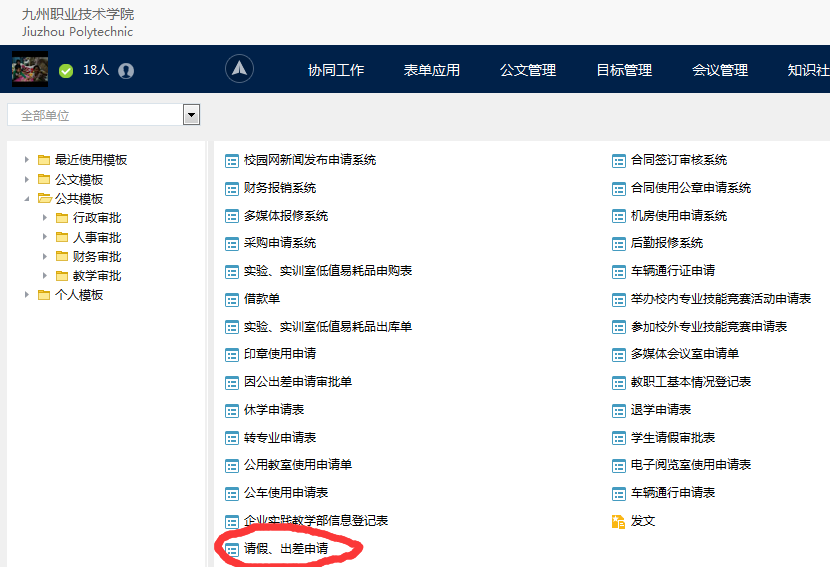 九州职业技术学院
Jiuzhou Polytechnic
18人
协同工作 表单应用 公文管理 目标管理 会议管理 知识社
全部单位
最近使用模板
公文模板
公共模板
行政审批
人事审批
财务审批
教学审批
个人模板
校园网新闻发布申请系统
财务报销系统
多媒体报修系统
采购申请系统
实验、实训室低值易耗品申购表
借款单
实验、实训室低值易耗品出库单
印章使用申请
因公出差申请审批单
休学申请表
转专业申请表
公用教室使用申请单
公车使用申请表
企业实践教学部信息登记表
请假、出差申请
合同签订审核系统
合同使用公章申请系统
机房使用申请系统
后勤报修系统
车辆通行证申请
举办校内专业技能竞赛活动申请表
参加校外专业技能竞赛申请表
多媒体会议室申请单
教职工基本情况登记表
退学申请表
学生请假审批表
电子阅览室使用申请表
车辆通行申请表
发文